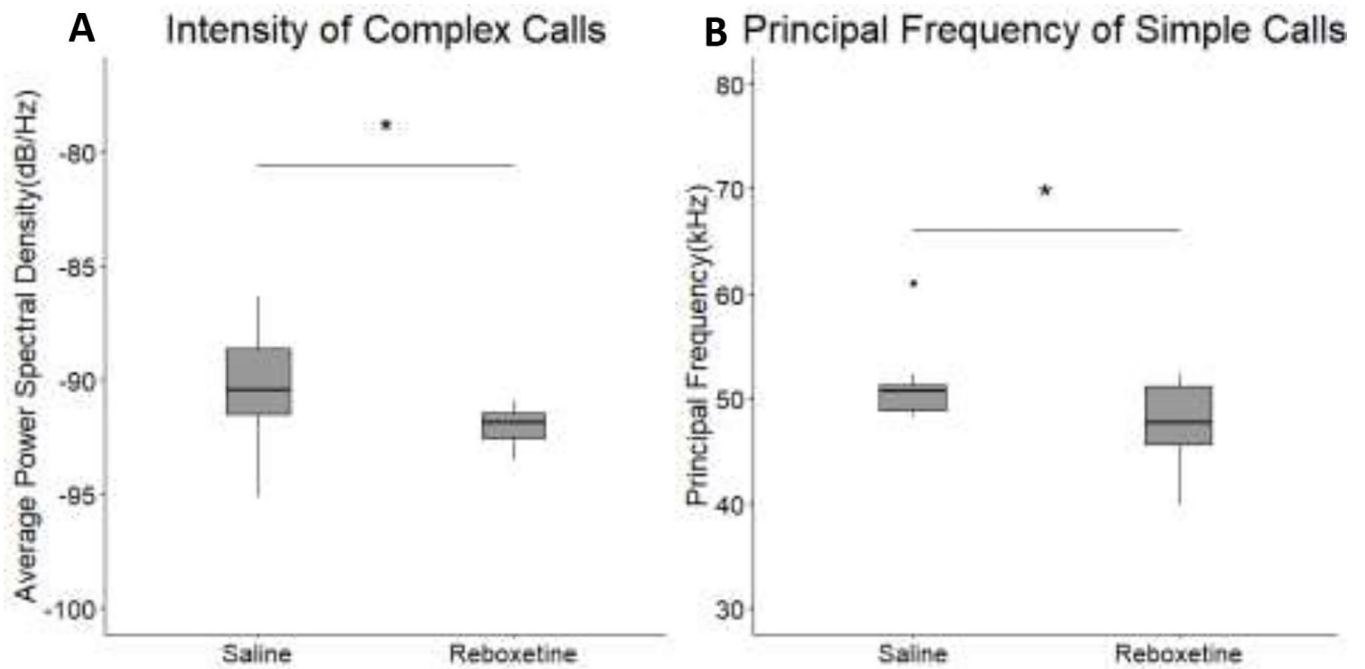 A Intensity of Complex Calls
Average Power Spectral Density(dB/Hz)
*
-80
-85
-90
-95
-100
Saline Reboxetine
B Principal Frequency of Simple Calls
Principal Frequency(kHz)
80
*
70
60
50
40
30
Saline Reboxetine